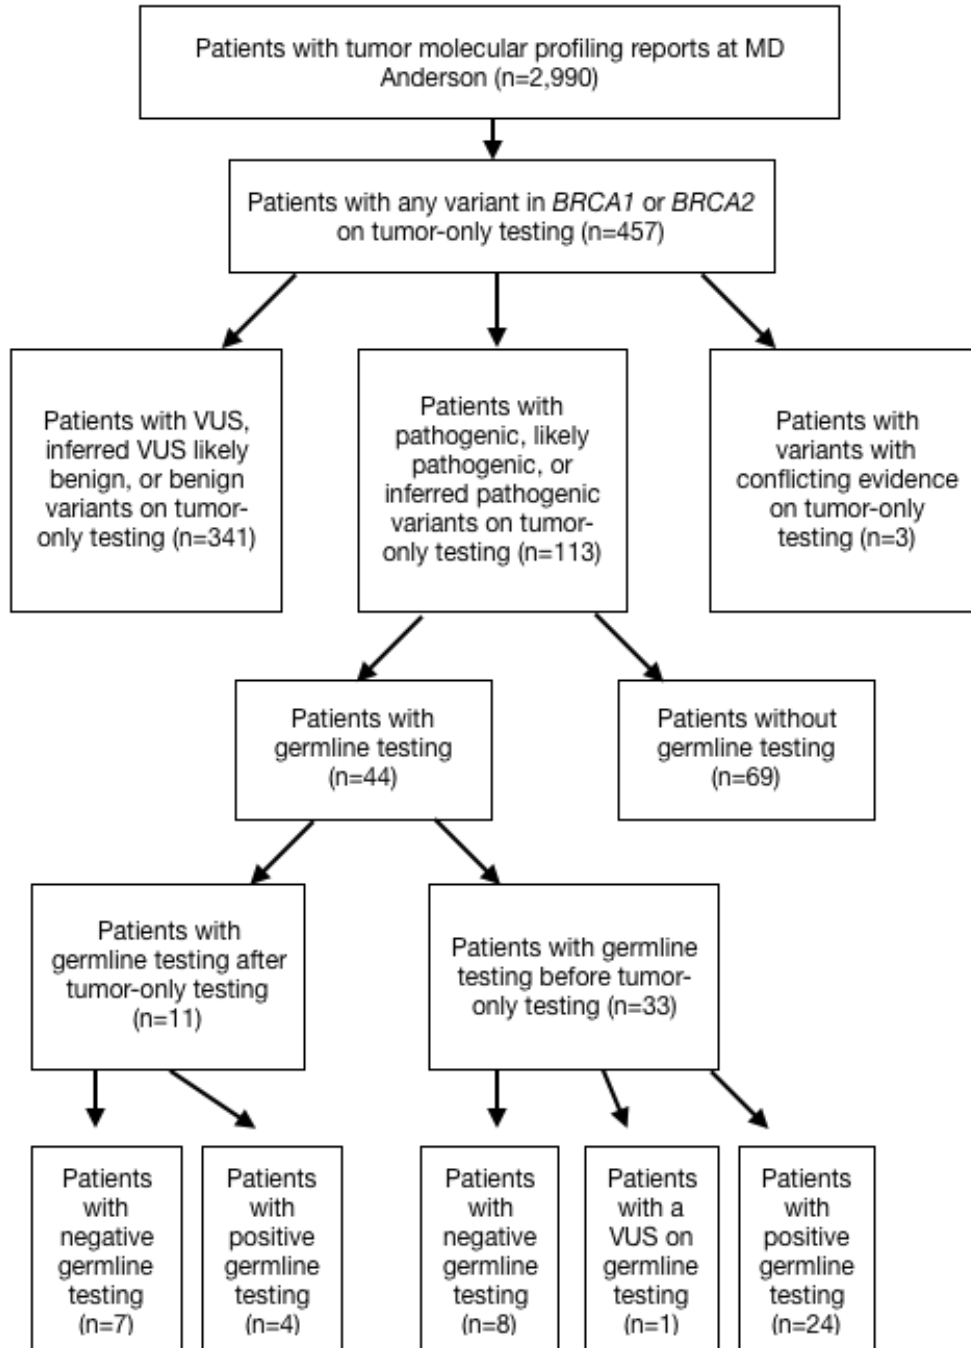 Patients with tumor molecular profiling reports at MD
Anderson (n=2,990)
Patients with any variant in BRCA1 or BRCA2
on tumor-only testing (n=457)
Patients with VUS,
inferred VUS likely
benign, or benign
variants on tumor-
only testing (n=341)
Patients with
pathogenic, likely
pathogenic, or
inferred pathogenic
variants on tumor-
only testing (n=113)
Patients with
variants with
conflicting evidence
on tumor-only
testing (n=3)
Patients with
germline testing
(n=44)
Patients without
germline testing
(n=69)
Patients with
germline testing after
tumor-only testing
(n=11)
Patients with germline
testing before tumor-
only testing (n=33)
Patients
with
negative
germline
testing
(n=7)
Patients
with
positive
germline
testing
(n=4)
Patients
with
negative
germline
testing
(n=8)
Patients
with a
VUS on
germline
testing
(n=1)
Patients
with
positive
germline
testing
(n=24)